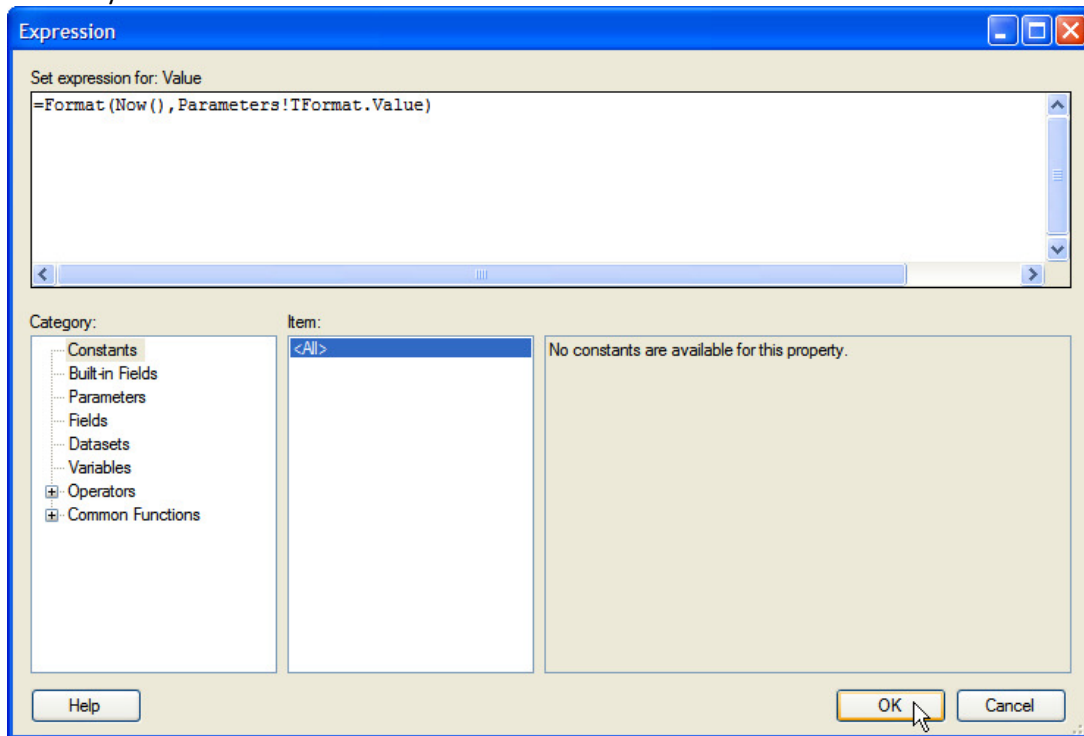 Expression
Set expression for: Value
=Format(Now(),Parameters!TFormat.Value)
Category:
Item:
Constants
Built-in Fields
Parameters
Fields
Datasets
Variables
Operators
Common Functions
<All>
No constants are available for this property.
Help
OK
Cancel